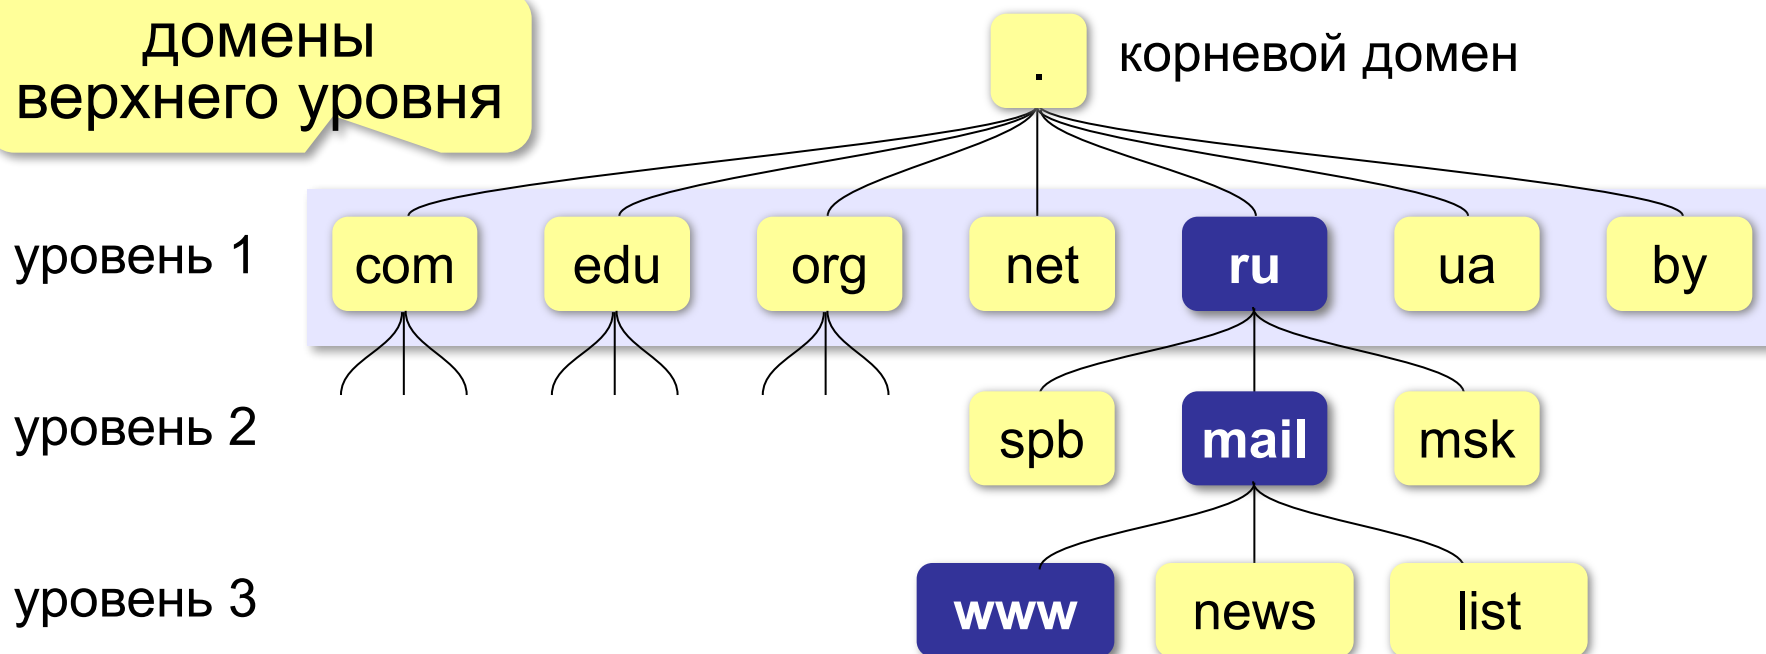 домены
верхнего уровня
. корневой домен
уровень 1 com edu org net ru ua by
уровень 2 spb mail msk
уровень 3 www news list